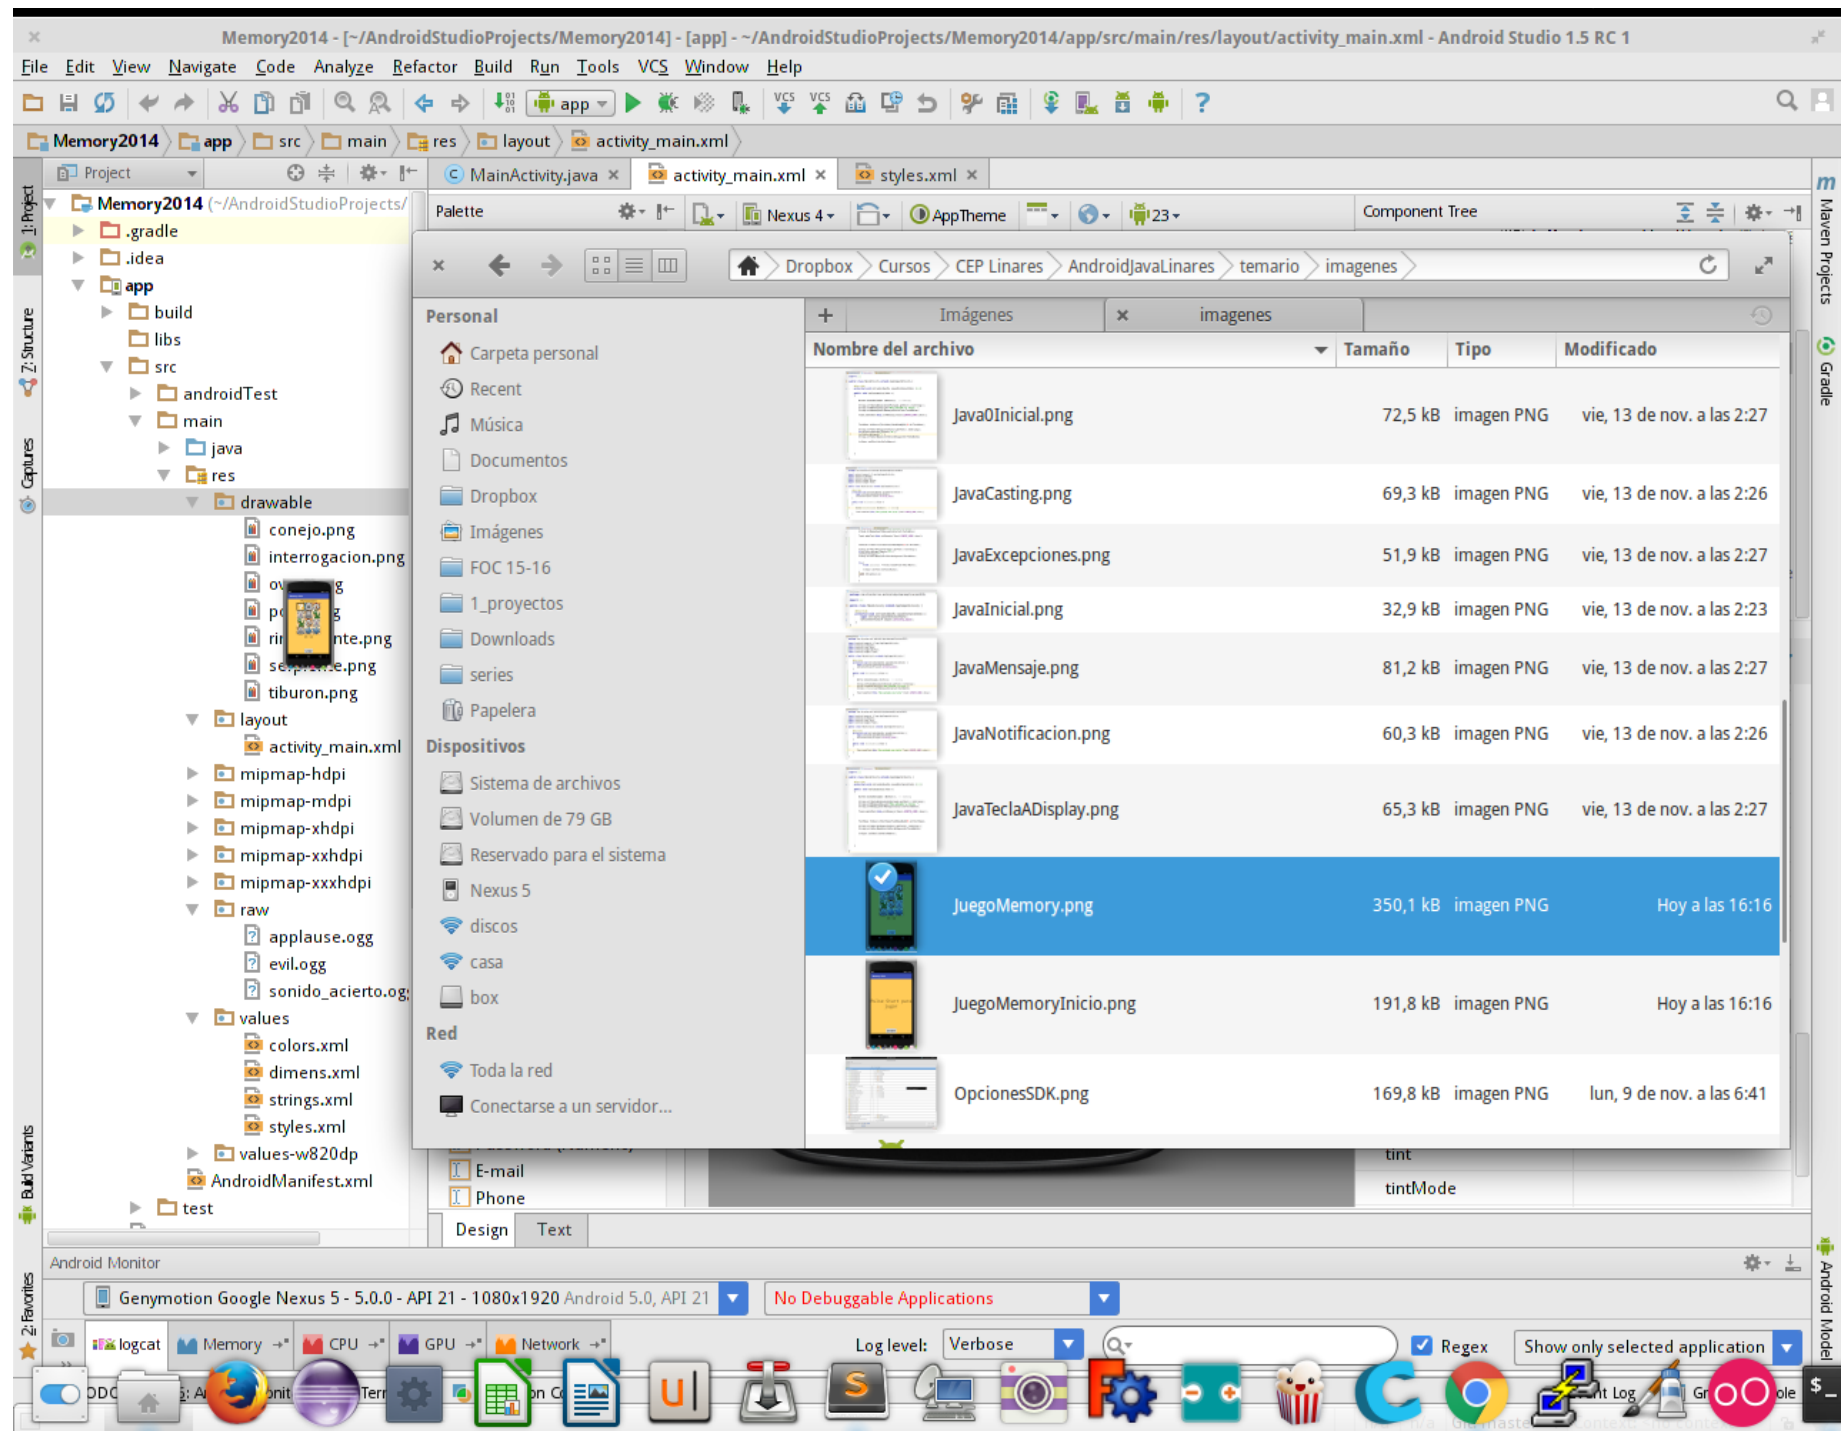 Memory2014 - [~/AndroidStudioProjects/Memory2014] - [app] - ~/AndroidStudioProjects/Memory2014/app/src/main/res/layout/activity_main.xml - Android Studio 1.5 RC 1
File Edit View Navigate Code Analyze Refactor Build Run Tools VCS Window Help
app VCS VCS
Memory2014 app src main res layout activity_main.xml
Project MainActivity.java activity_main.xml styles.xml
Memory2014 (~/AndroidStudioProjects/ Palette Nexus 4 AppTheme 23 Component Tree
.gradle
.idea
app
build
libs
src
androidTest
main
java
res
drawable
conejo.png
interrogacion.png
nte.png
tiburon.png
layout
activity_main.xml
mipmap-hdpi
mipmap-mdpi
mipmap-xhdpi
mipmap-xxhdpi
mipmap-xxxhdpi
raw
applause.ogg
evil.ogg
sonido_acierto.og
values
colors.xml
dimens.xml
strings.xml
styles.xml
values-w820dp
AndroidManifest.xml
test
1: Project
Z: Structure
Captures
Build Variants
2: Favorites
Dropbox Cursos CEP Linares AndroidJavaLinares temario imagenes
Personal
Carpeta personal
Recent
Música
Documentos
Dropbox
Imágenes
FOC 15-16
1_proyectos
Downloads
series
Papelera
Dispositivos
Sistema de archivos
Volumen de 79 GB
Reservado para el sistema
Nexus 5
discos
casa
box
Red
Toda la red
Conectarse a un servidor...
Imágenes imagenes
Nombre del archivo Tamaño Tipo Modificado
Java0Inicial.png 72,5 kB imagen PNG vie, 13 de nov. a las 2:27
JavaCasting.png 69,3 kB imagen PNG vie, 13 de nov. a las 2:26
JavaExcepciones.png 51,9 kB imagen PNG vie, 13 de nov. a las 2:27
JavaInicial.png 32,9 kB imagen PNG vie, 13 de nov. a las 2:23
JavaMensaje.png 81,2 kB imagen PNG vie, 13 de nov. a las 2:27
JavaNotificacion.png 60,3 kB imagen PNG vie, 13 de nov. a las 2:26
JavaTeclaADisplay.png 65,3 kB imagen PNG vie, 13 de nov. a las 2:27
JuegoMemory.png 350,1 kB imagen PNG Hoy a las 16:16
JuegoMemoryInicio.png 191,8 kB imagen PNG Hoy a las 16:16
OpcionesSDK.png 169,8 kB imagen PNG lun, 9 de nov. a las 6:41
E-mail
Phone
tint
tintMode
Design Text
m
Maven Projects
Gradle
Android Model
Android Monitor
Genymotion Google Nexus 5 - 5.0.0 - API 21 - 1080x1920 Android 5.0, API 21 No Debuggable Applications
logcat Memory CPU GPU Network Log level: Verbose Regex Show only selected application